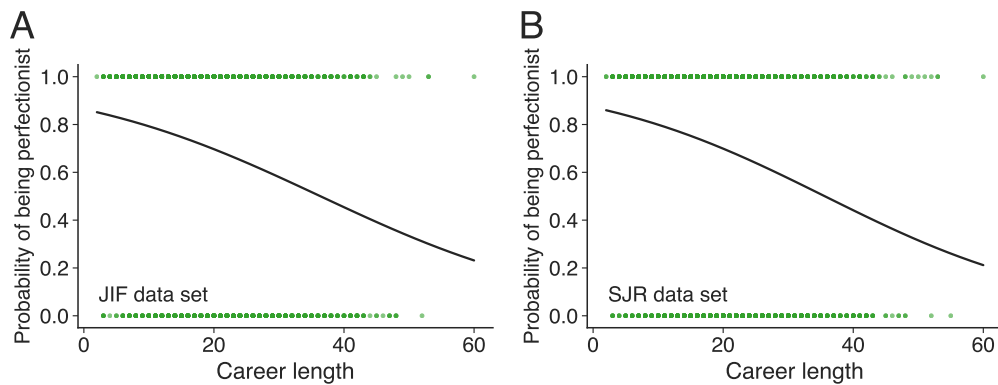 A
Probability of being perfectionist
1.0
0.8
0.6
0.4
0.2
0.0
JIF data set
0
20
40
60
Career length
B
Probability of being perfectionist
1.0
0.8
0.6
0.4
0.2
0.0
SJR data set
0
20
40
60
Career length